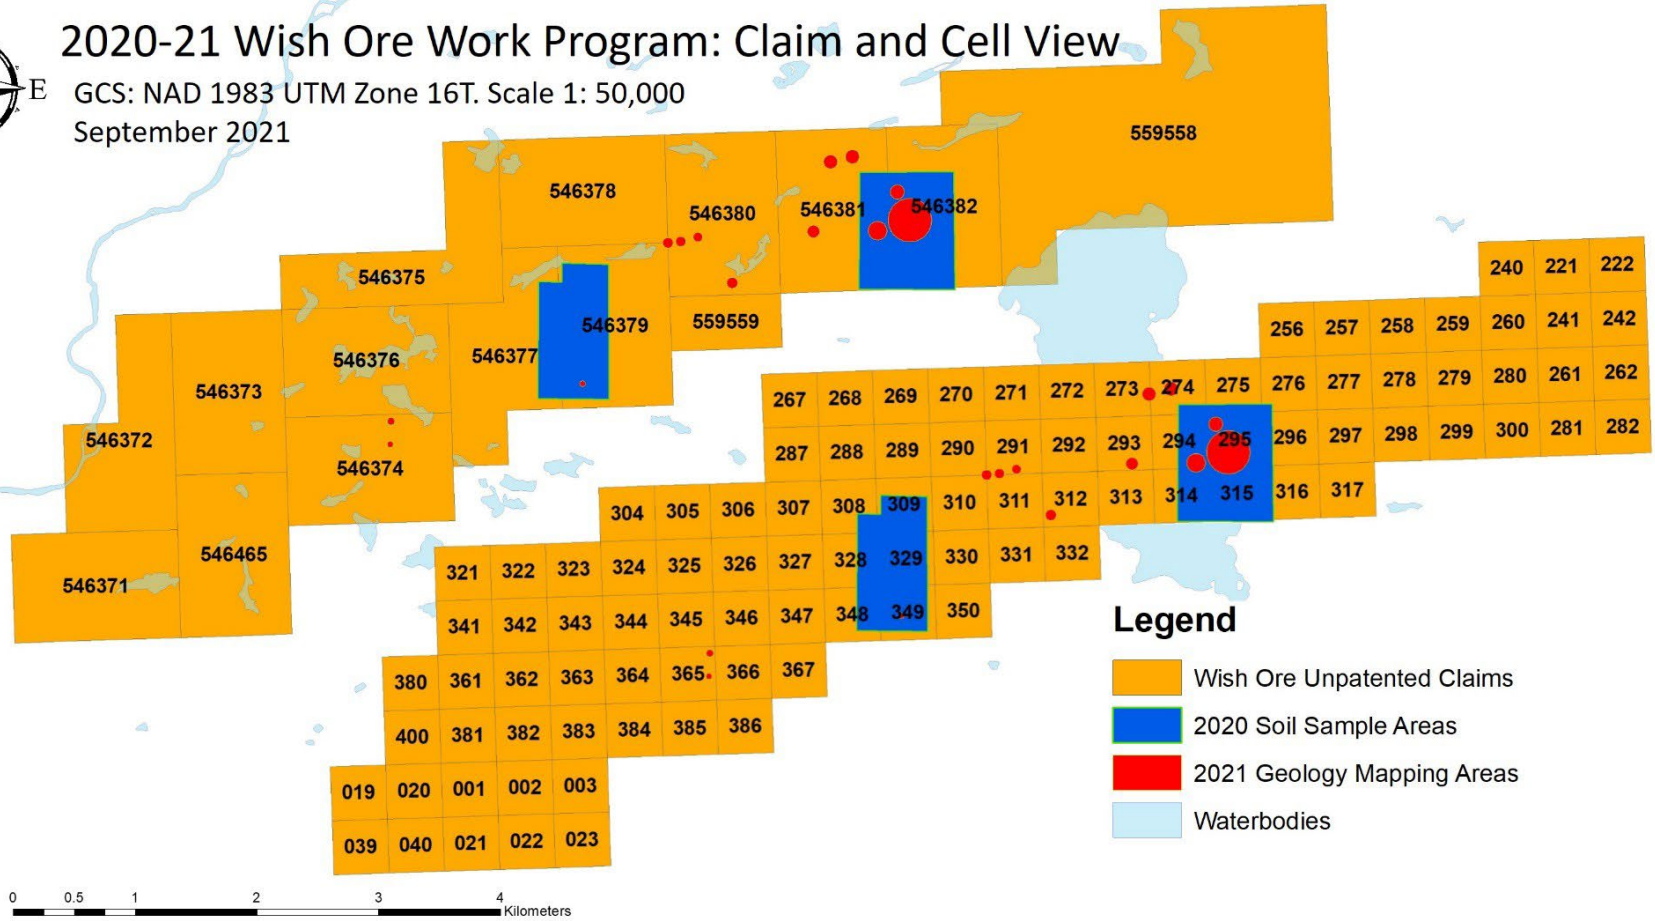 2020-21 Wish Ore Work Program: Claim and Cell View
E
GCS: NAD 1983 UTM Zone 16T. Scale 1: 50,000
September 2021
559558
546378
546380
546381
546382
546375
546379
559559
546376
546377
546373
546372
546374
546465
546371
240 221 222
256 257 258 259 260 241 242
267 268 269 270 271 272 273 274 275 276 277 278 279 280 261 262
287 288 289 290 291 292 293 294 295 296 297 298 299 300 281 282
304 305 306 307 308 309 310 311 312 313 314 315 316 317
321 322 323 324 325 326 327 328 329 330 331 332
341 342 343 344 345 346 347 348 349 350
380 361 362 363 364 365 366 367
400 381 382 383 384 385 386
019 020 001 002 003
039 040 021 022 023
Legend
Wish Ore Unpatented Claims
2020 Soil Sample Areas
2021 Geology Mapping Areas
Waterbodies
0 0.5 1 2 3 4
Kilometers